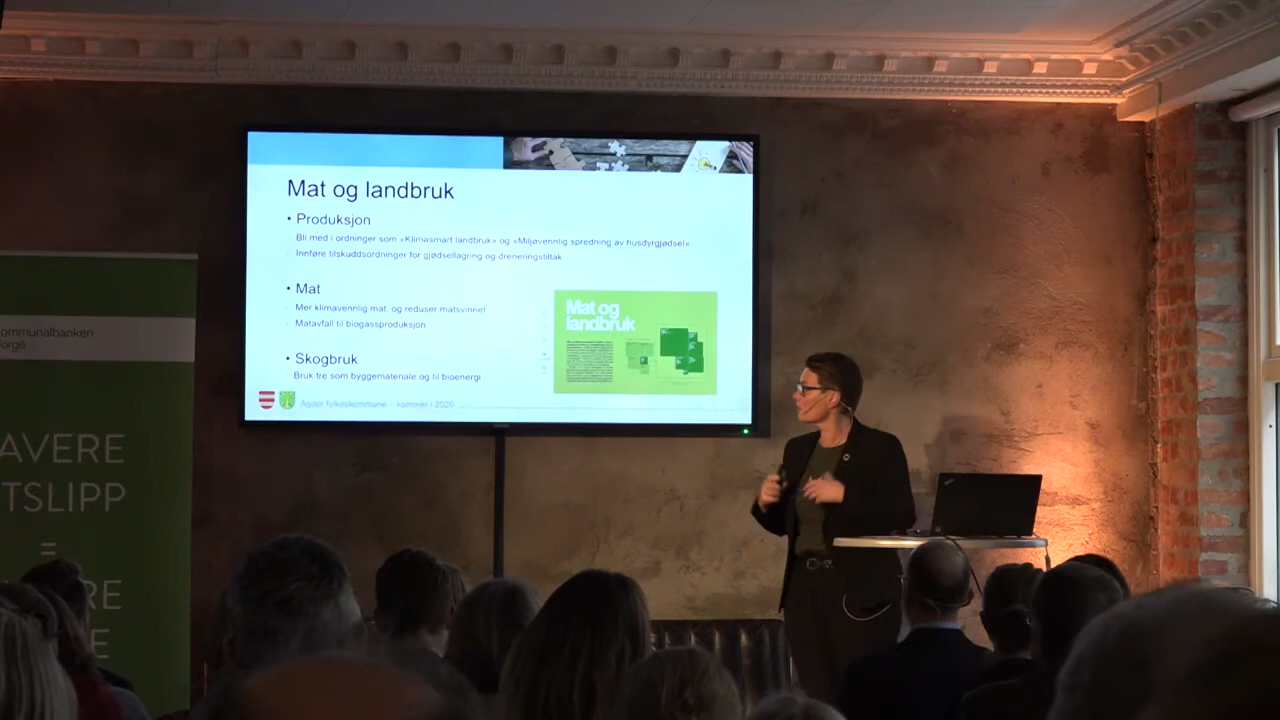 Mat og landbruk
• Produksjon
- Bli med i ordninger som «Klimasmart landbruk» og «Miljøvennlig spredning av husdyrgjødsel»
- Innføre tilskuddsordninger for gjødsellagring og dreneringstiltak
• Mat
- Mer klimavennlig mat, og reduser matsvinnet
- Matavfall til biogassproduksjon
• Skogbruk
- Bruk tre som byggemateriale og til bioenergi
Agder fylkeskommune – kommer i 2020
Mat og
landbruk
ommunalbanken
orge
AVERE
TSLIPP
=
RE
E